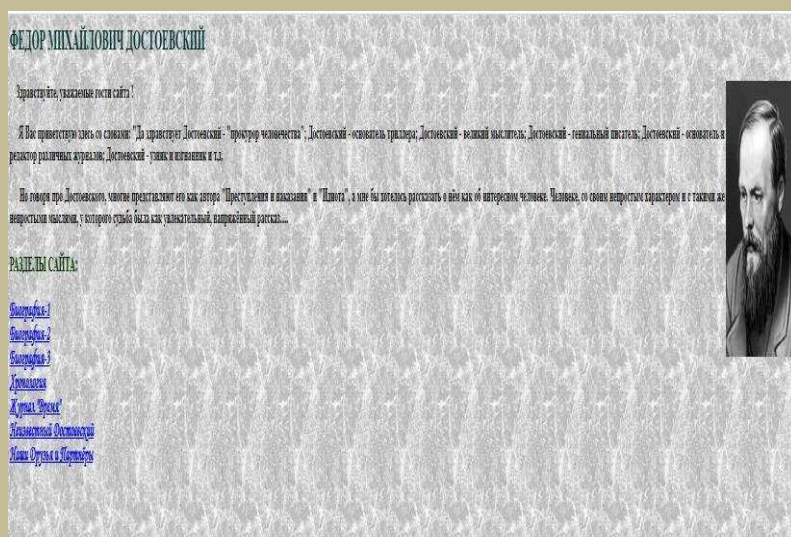 ФЕДОР МИХАЙЛОВИЧ ДОСТОЕВСКИЙ
Здравствуйте, уважаемые гости сайта !
Я Вас приветствую здесь со словами: "Да здравствует Достоевский - "прокурор человечества"; Достоевский - основатель триллера; Достоевский - великий мыслитель; Достоевский - гениальный писатель; Достоевский - основатель и
редактор различных журналов; Достоевский - узник и изгнанник и т.д.
Но говоря про Достоевского, многие представляют его как автора "Преступления и наказания" и "Идиота", а мне бы хотелось рассказать о нём как об интересном человеке. Человеке, со своим непростым характером и с такими же
непростыми мыслями, у которого судьба была как увлекательный, напряжённый рассказ....
РАЗДЕЛЫ САЙТА:
Биография-1
Биография-2
Биография-3
Хронология
Журнал "Время"
Неизвестный Достоевский
Наши Друзья и Партнёры